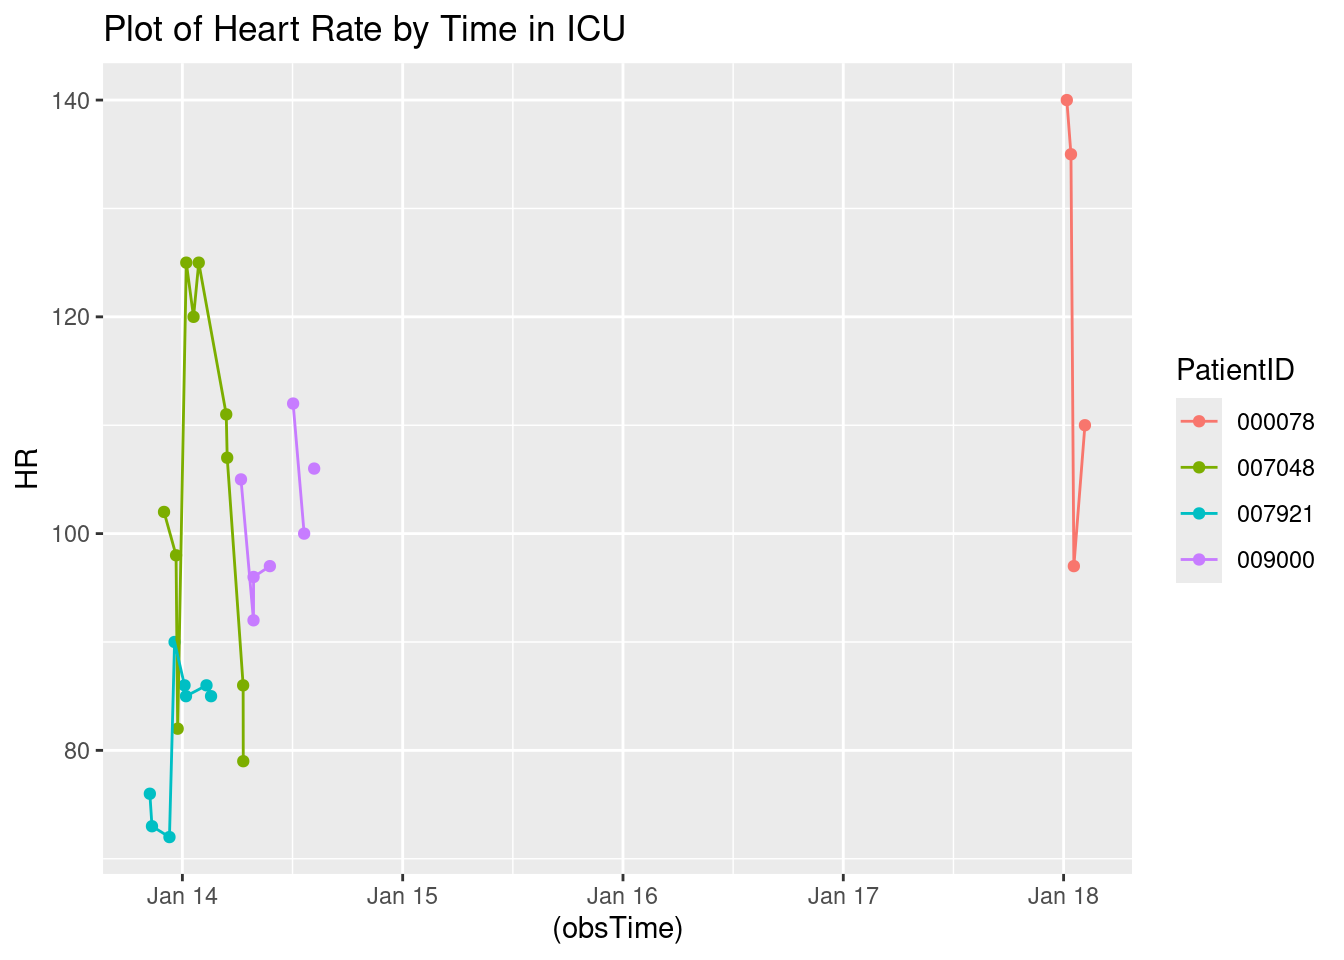 Plot of Heart Rate by Time in ICU
140
120
100
80
HR
Jan 14
Jan 15
Jan 16
Jan 17
Jan 18
(obsTime)
PatientID
000078
007048
007921
009000